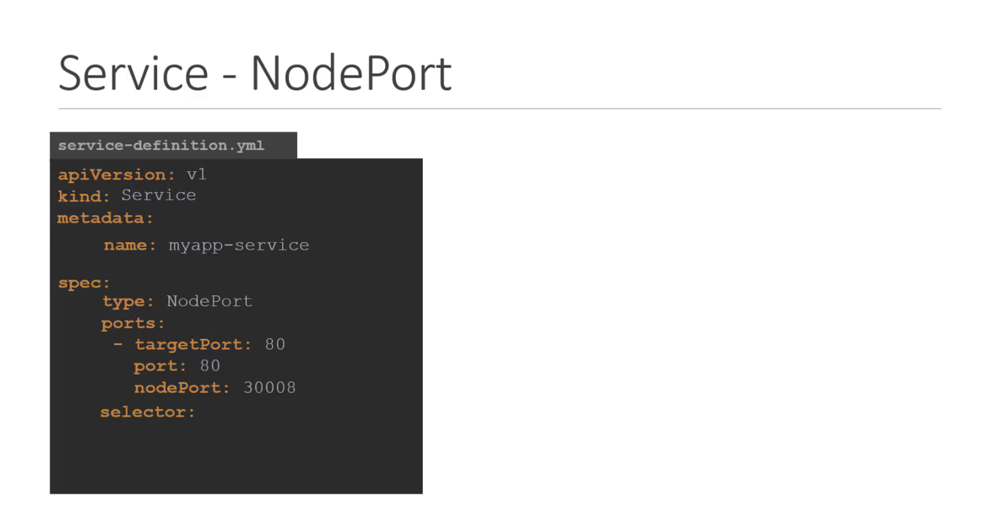 Service - NodePort
service-definition.yml
apiVersion: v1
kind: Service
metadata:
name: myapp-service
spec:
type: NodePort
ports:
- targetPort: 80
port: 80
nodePort: 30008
selector: